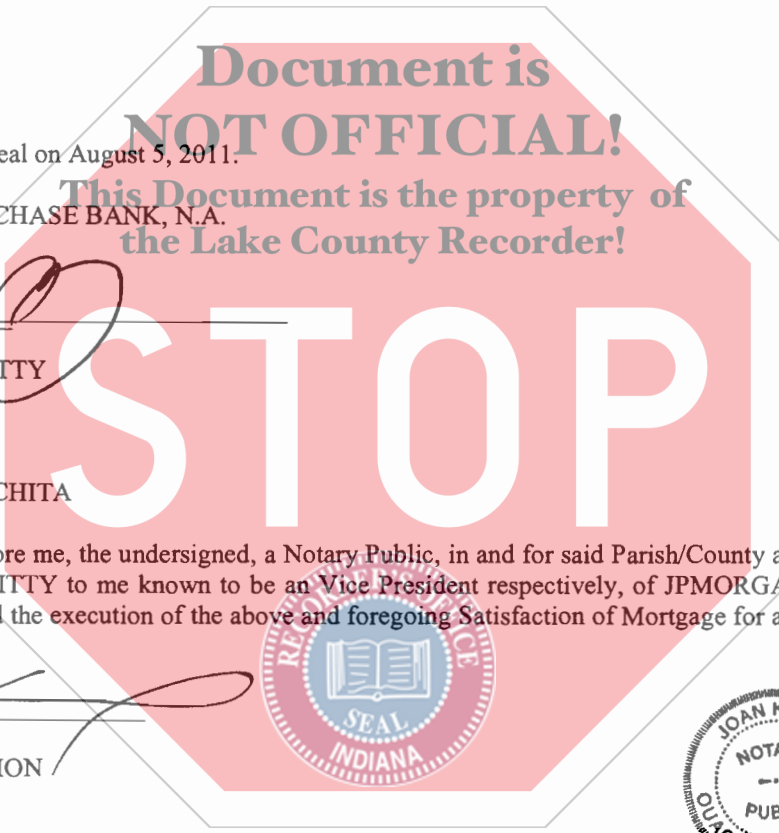 Document is
NOT OFFICIAL!
eal on August 5, 2011.
This Document is the property of
CHASE BANK, N.A.
the Lake County Recorder!
TTY
STOP
CHITA
ore me, the undersigned, a Notary Public, in and for said Parish/County a
ITTY to me known to be an Vice President respectively, of JPMORGA
d the execution of the above and foregoing Satisfaction of Mortgage for a
RECORDER'S OFFICE
SEAL
INDIANA
ION
JOAN
NOTA
PUB
OUA